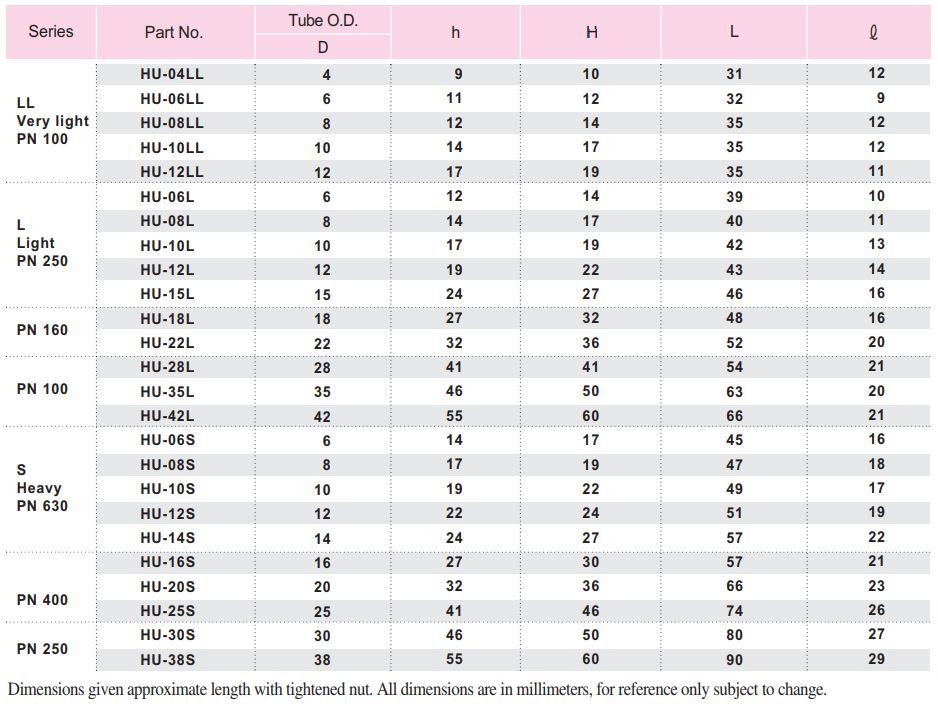 Series Part No. Tube O.D. h H L ℓ
D
HU-04LL 4 9 10 31 12
LL
HU-06LL 6 11 12 32 9
Very light
HU-08LL 8 12 14 35 12
PN 100
HU-10LL 10 14 17 35 12
HU-12LL 12 17 19 35 11
HU-06L 6 12 14 39 10
L
HU-08L 8 14 17 40 11
Light
HU-10L 10 17 19 42 13
PN 250
HU-12L 12 19 22 43 14
HU-15L 15 24 27 46 16
PN 160
HU-18L 18 27 32 48 16
HU-22L 22 32 36 52 20
HU-28L 28 41 41 54 21
PN 100
HU-35L 35 46 50 63 20
HU-42L 42 55 60 66 21
HU-06S 6 14 17 45 16
S
HU-08S 8 17 19 47 18
Heavy
HU-10S 10 19 22 49 17
PN 630
HU-12S 12 22 24 51 19
HU-14S 14 24 27 57 22
HU-16S 16 27 30 57 21
HU-20S 20 32 36 66 23
PN 400
HU-25S 25 41 46 74 26
HU-30S 30 46 50 80 27
PN 250
HU-38S 38 55 60 90 29
Dimensions given approximate length with tightened nut. All dimensions are in millimeters, for reference only subject to change.